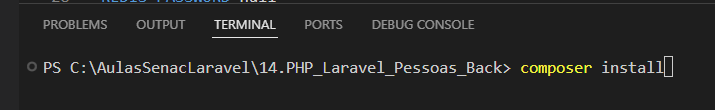 PROBLEMS OUTPUT TERMINAL PORTS DEBUG CONSOLE
PS C:\AulasSenacLaravel\14.PHP_Laravel_Pessoas_Back> composer install